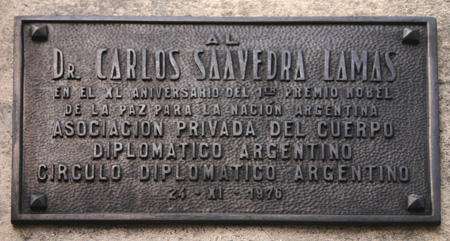 AL
DR. CARLOS SAAVEDRA LAMAS
EN EL XL ANIVERSARIO DEL 1ER PREMIO NOBEL
DE LA PAZ PARA LA NACION ARGENTINA
ASOCIACION PRIVADA DEL CUERPO
DIPLOMATICO ARGENTINO
CIRCULO DIPLOMATICO ARGENTINO
24 - XI - 1976